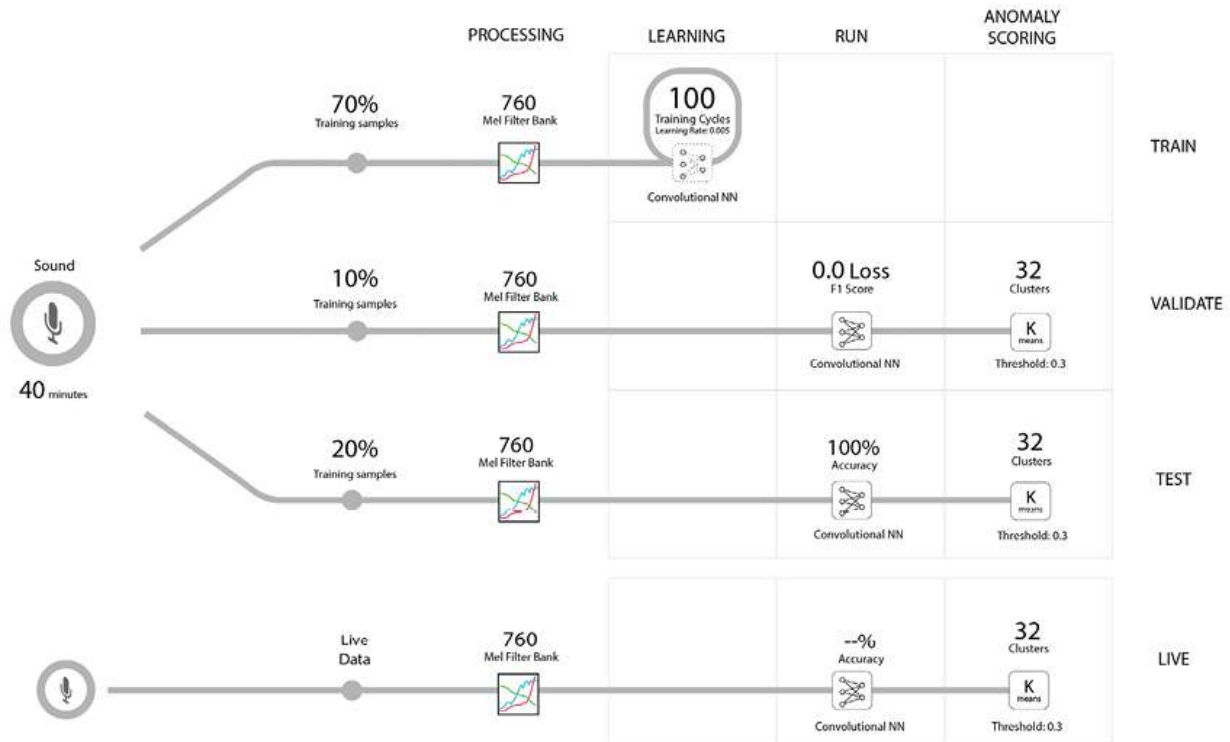 PROCESSING
LEARNING
RUN
ANOMALY
SCORING
70%
Training samples
760
Mel Filter Bank
100
Training Cycles
Learning Rate: 0.005
Convolutional NN
TRAIN
Sound
40 minutes
10%
Training samples
760
Mel Filter Bank
0.0 Loss
F1 Score
Convolutional NN
32
Clusters
K
means
Threshold: 0.3
VALIDATE
20%
Training samples
760
Mel Filter Bank
100%
Accuracy
Convolutional NN
32
Clusters
K
means
Threshold: 0.3
TEST
Live
Data
760
Mel Filter Bank
--%
Accuracy
Convolutional NN
32
Clusters
K
means
Threshold: 0.3
LIVE